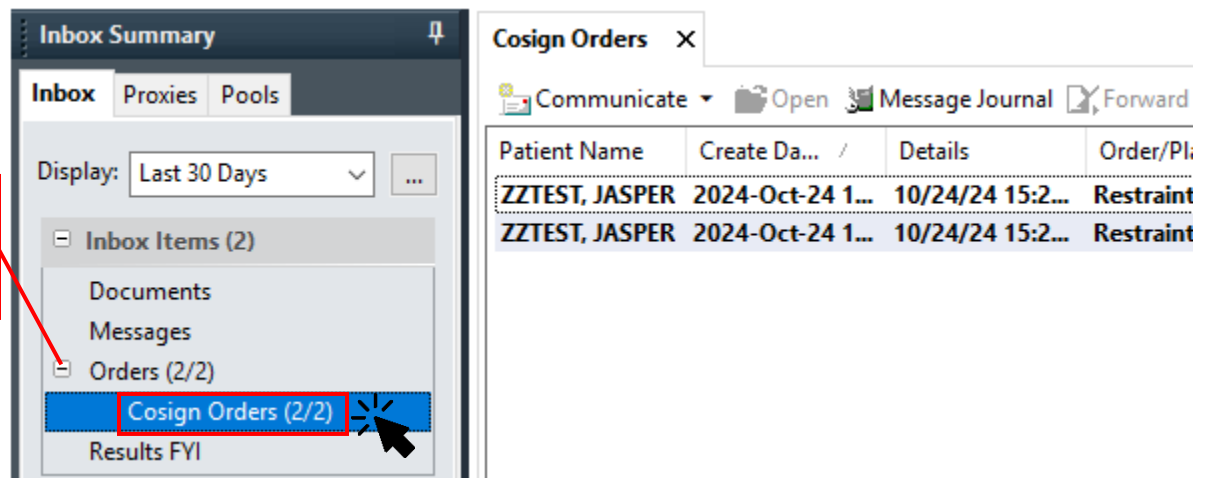 Inbox Summary
Inbox Proxies Pools
Display: Last 30 Days ...
Inbox Items (2)
Documents
Messages
Orders (2/2)
Cosign Orders (2/2)
Results FYI
Cosign Orders X
Communicate Open Message Journal Forward
Patient Name Create Da... Details Order/Pla
ZZTEST, JASPER 2024-Oct-24 1... 10/24/24 15:2... Restraint
ZZTEST, JASPER 2024-Oct-24 1... 10/24/24 15:2... Restraint